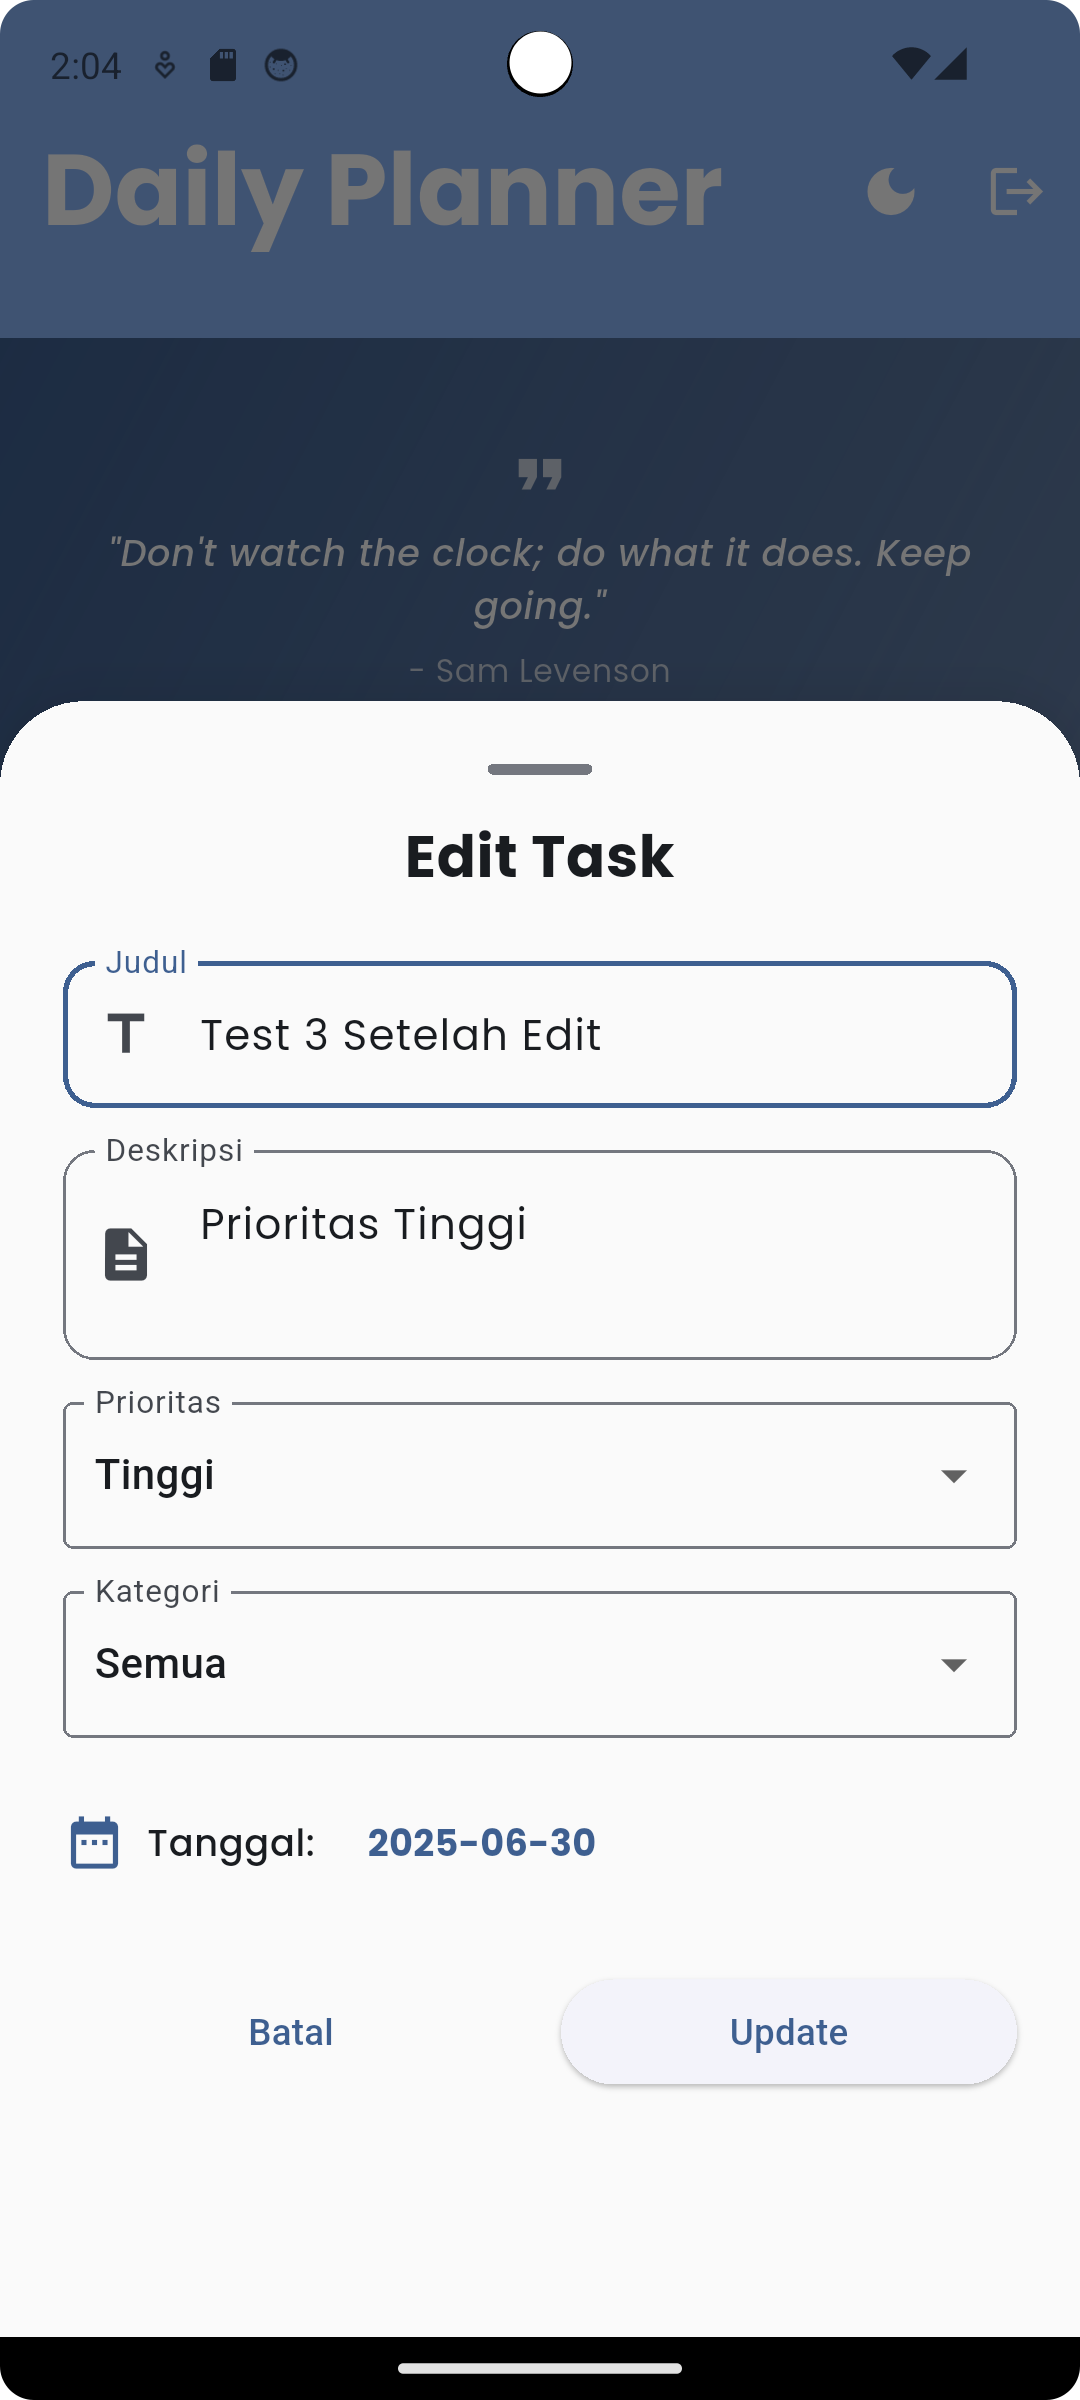 2:04
Daily Planner
"Don't watch the clock; do what it does. Keep
going."
- Sam Levenson
Edit Task
Judul
Test 3 Setelah Edit
Deskripsi
Prioritas Tinggi
Prioritas
Tinggi
Kategori
Semua
Tanggal: 2025-06-30
Batal Update